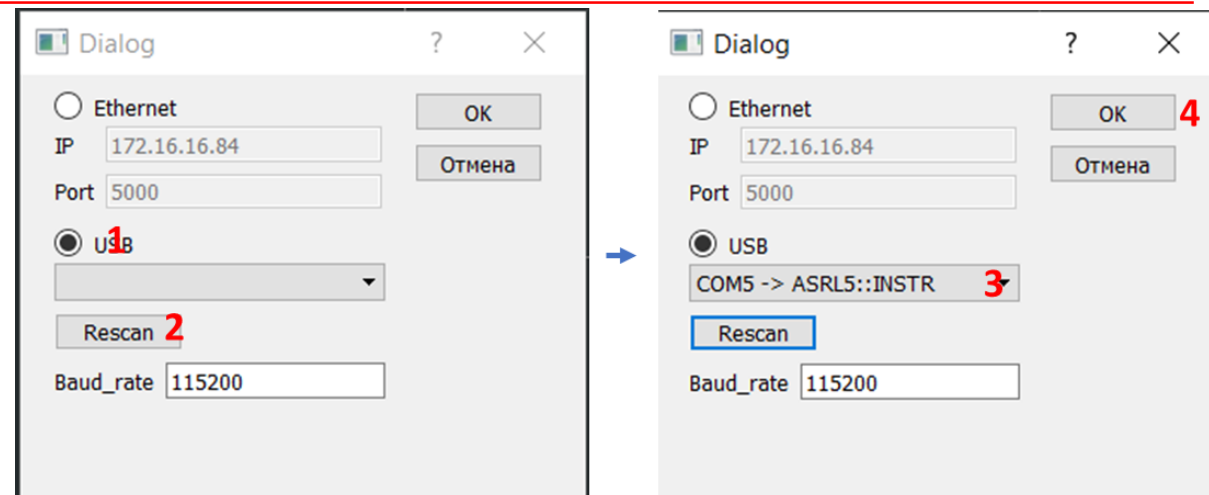 Dialog ? ×
Ethernet
OK
IP 172.16.16.84
Отмена
Port 5000
USB 1
Rescan 2
Baud_rate 115200
Dialog ? ×
Ethernet
OK 4
IP 172.16.16.84
Отмена
Port 5000
USB
COM5 -> ASRL5::INSTR 3
Rescan
Baud_rate 115200